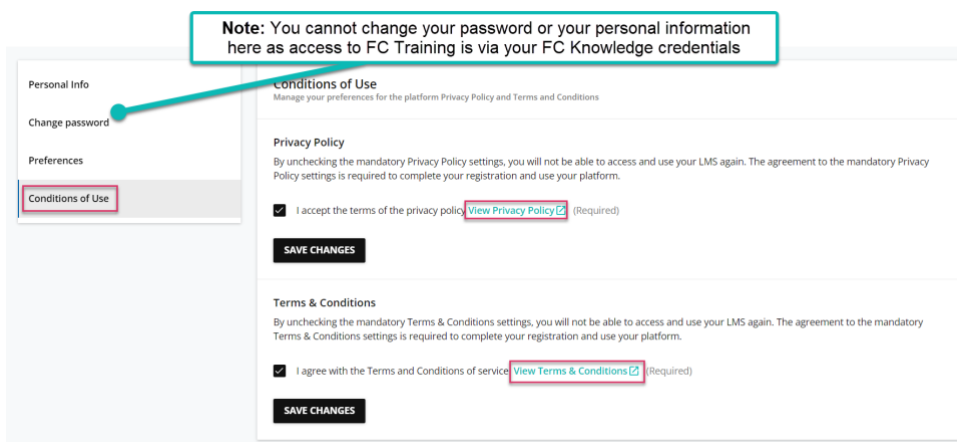 Note: You cannot change your password or your personal information
here as access to FC Training is via your FC Knowledge credentials
Personal Info
Change password
Preferences
Conditions of Use
Conditions of Use
Manage your preferences for the platform Privacy Policy and Terms and Conditions
Privacy Policy
By unchecking the mandatory Privacy Policy settings, you will not be able to access and use your LMS again. The agreement to the mandatory Privacy
Policy settings is required to complete your registration and use your platform.
I accept the terms of the privacy policy View Privacy Policy (Required)
SAVE CHANGES
Terms & Conditions
By unchecking the mandatory Terms & Conditions settings, you will not be able to access and use your LMS again. The agreement to the mandatory
Terms & Conditions settings is required to complete your registration and use your platform.
I agree with the Terms and Conditions of service View Terms & Conditions (Required)
SAVE CHANGES